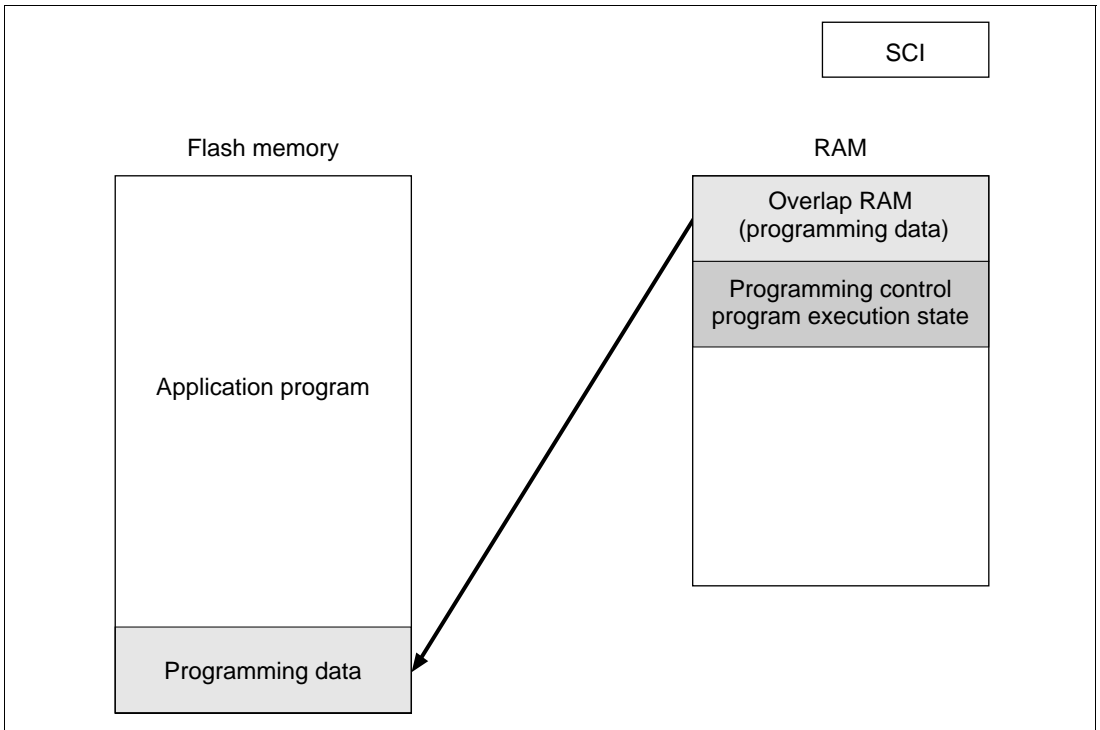 SCI
Flash memory
RAM
Overlap RAM
(programming data)
Programming control
program execution state
Application program
Programming data